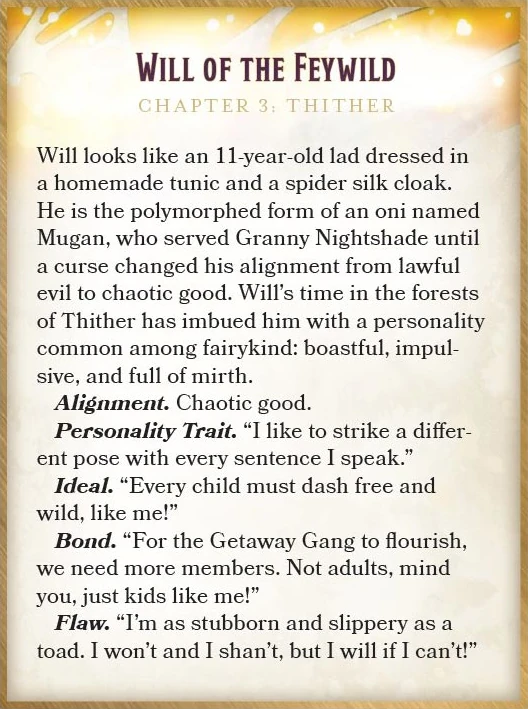 WILL OF THE FEYWILD
CHAPTER 3: THITHER
Will looks like an 11-year-old lad dressed in
a homemade tunic and a spider silk cloak.
He is the polymorphed form of an oni named
Mugan, who served Granny Nightshade until
a curse changed his alignment from lawful
evil to chaotic good. Will’s time in the forests
of Thither has imbued him with a personality
common among fairykind: boastful, impul-
sive, and full of mirth.
Alignment. Chaotic good.
Personality Trait. “I like to strike a differ-
ent pose with every sentence I speak.”
Ideal. “Every child must dash free and
wild, like me!”
Bond. “For the Getaway Gang to flourish,
we need more members. Not adults, mind
you, just kids like me!”
Flaw. “I’m as stubborn and slippery as a
toad. I won’t and I shan’t, but I will if I can’t!”